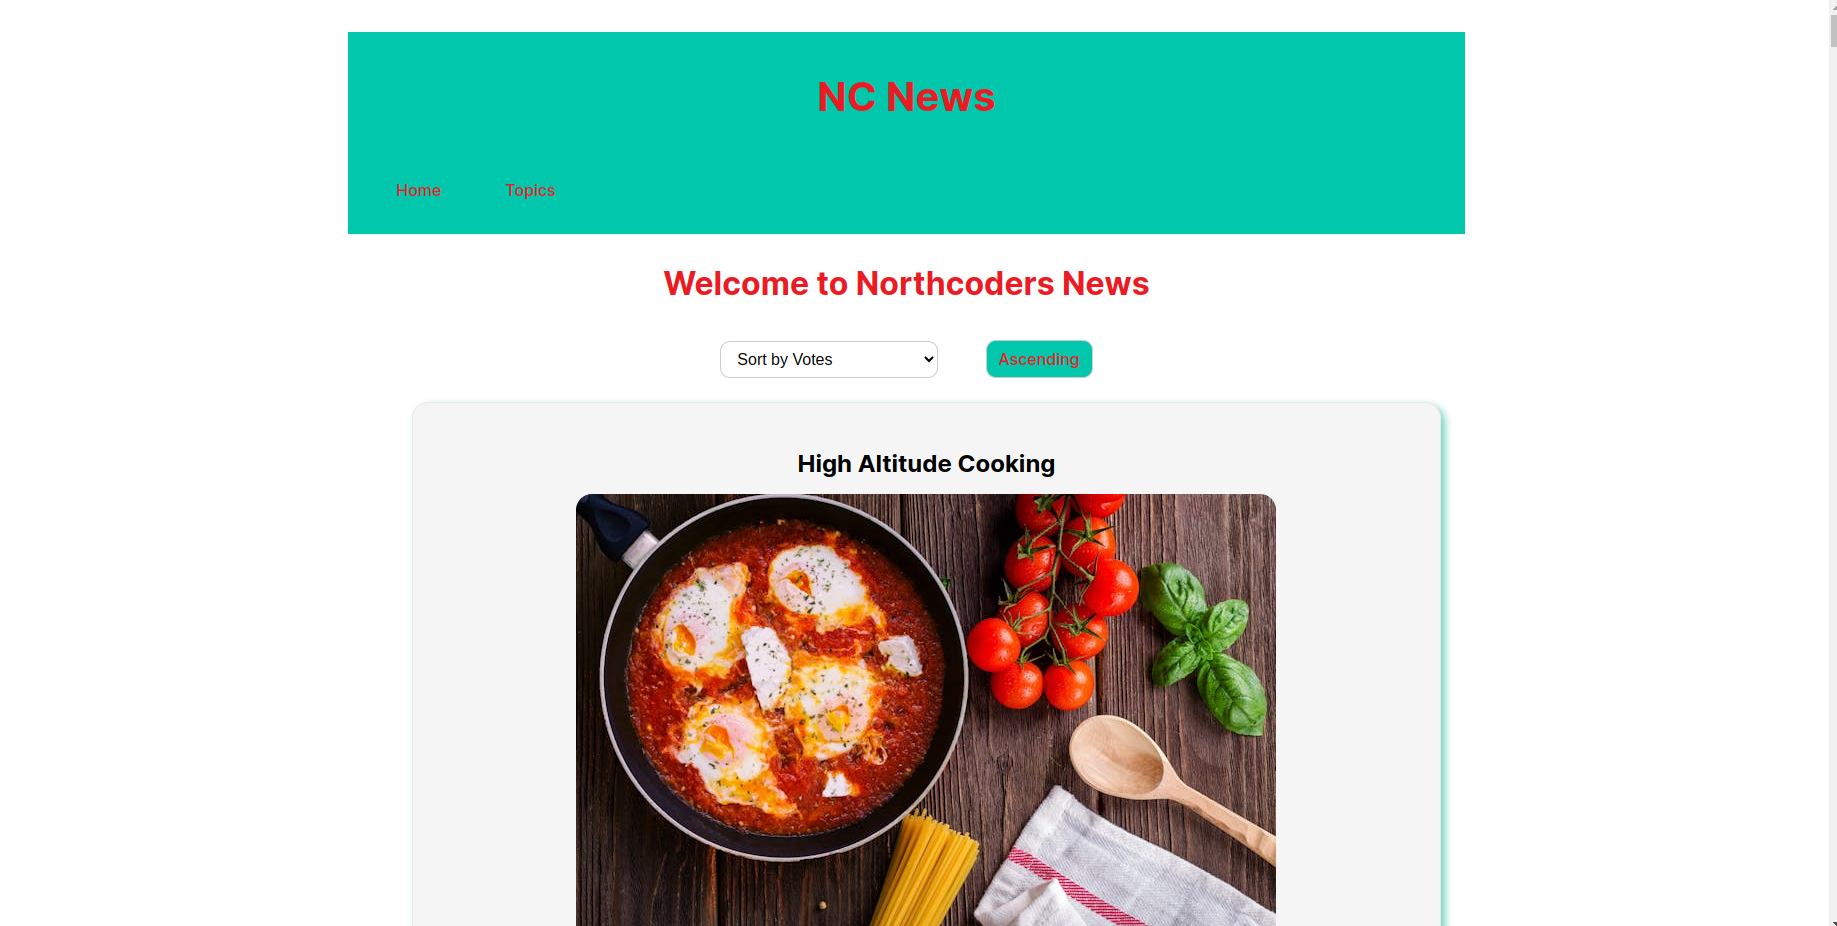 NC News
Home Topics
Welcome to Northcoders News
Sort by Votes Ascending
High Altitude Cooking